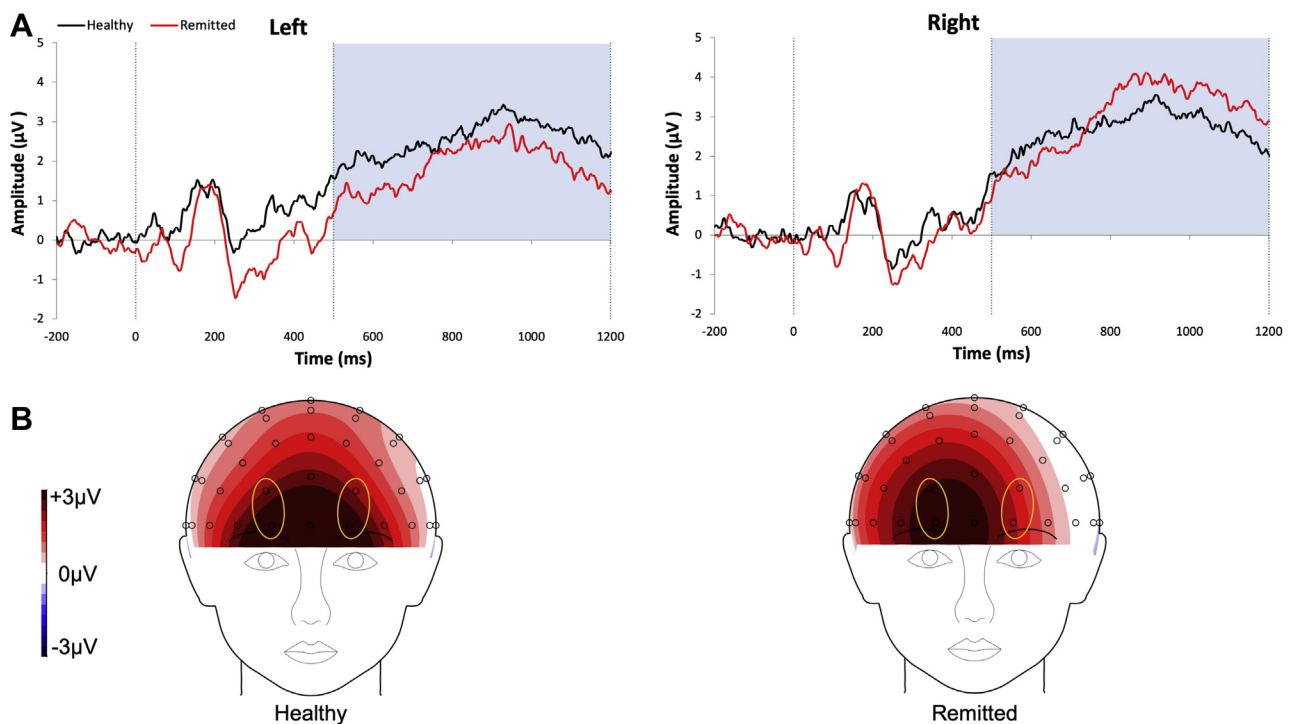 A
Healthy
Remitted
Left
Amplitude (μV)
5
4
3
2
1
0
-1
-2
-200
0
200
400
600
800
1000
1200
Time (ms)
Right
Amplitude (μV)
5
4
3
2
1
0
-1
-2
-200
0
200
400
600
800
1000
1200
Time (ms)
B
+3μV
0μV
-3μV
Healthy
Remitted